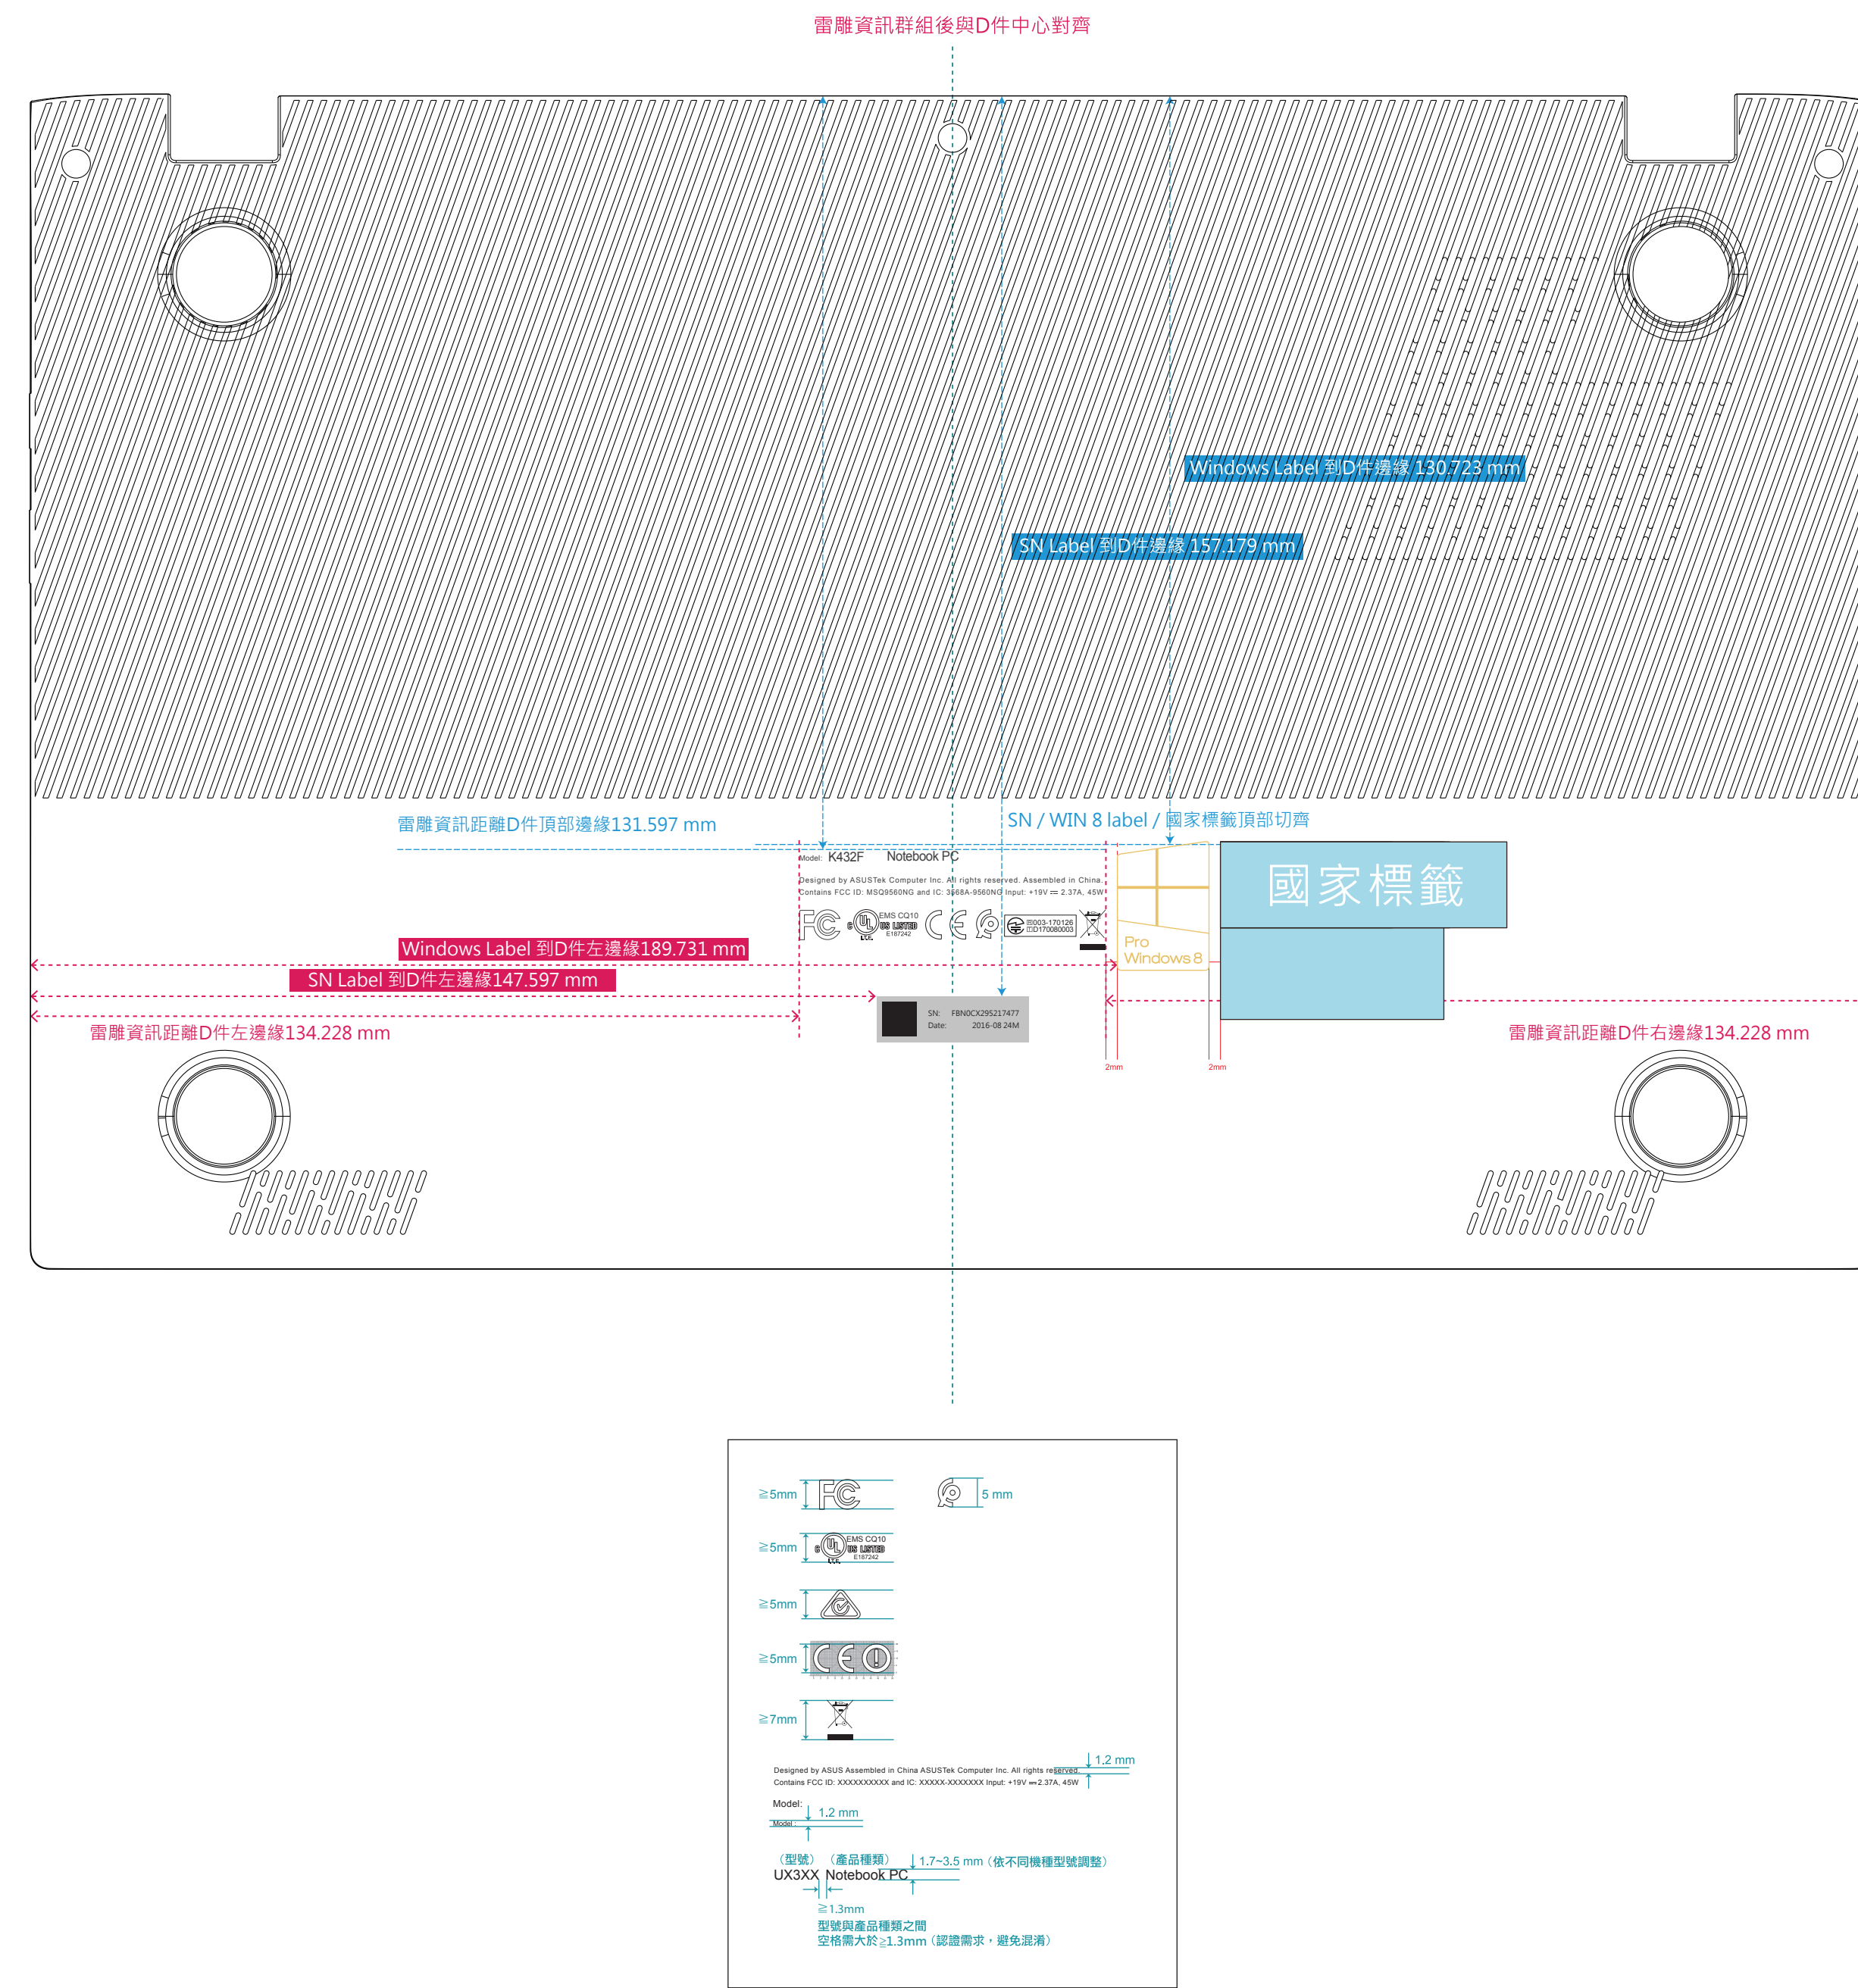 雷雕資訊群組後與D件中心對齊
Windows Label 到D件邊緣 130.723 mm
SN Label 到D件邊緣 157.179 mm
雷雕資訊距離D件頂部邊緣131.597 mm
SN / WIN 8 label / 國家標籤頂部切齊
Model: K432F Notebook PC
Designed by ASUSTek Computer Inc. All rights reserved. Assembled in China.
Contains FCC ID: MSQ9560NG and IC: 3568A-9560NG Input: +19V ⎓ 2.37A, 45W
FC
C UL US LISTED
EMS CQ10
E187242
I.T.E.
CE
R 003-170126
T D170080003
國家標籤
Pro
Windows 8
Windows Label 到D件左邊緣189.731 mm
SN Label 到D件左邊緣147.597 mm
雷雕資訊距離D件左邊緣134.228 mm
SN: FBN0CX295217477
Date: 2016-08 24M
雷雕資訊距離D件右邊緣134.228 mm
2mm
2mm
≧5mm
FC
5 mm
≧5mm
C UL US LISTED
EMS CQ10
E187242
I.T.E.
≧5mm
≧5mm
CE
≧7mm
Designed by ASUS Assembled in China ASUSTek Computer Inc. All rights reserved.
Contains FCC ID: XXXXXXXXXX and IC: XXXXX-XXXXXXX Input: +19V ⎓ 2.37A, 45W
1.2 mm
Model:
Model :
1.2 mm
（型號）（產品種類）
UX3XX Notebook PC
1.7~3.5 mm（依不同機種型號調整）
≧1.3mm
型號與產品種類之間
空格需大於≧1.3mm（認證需求，避免混淆）